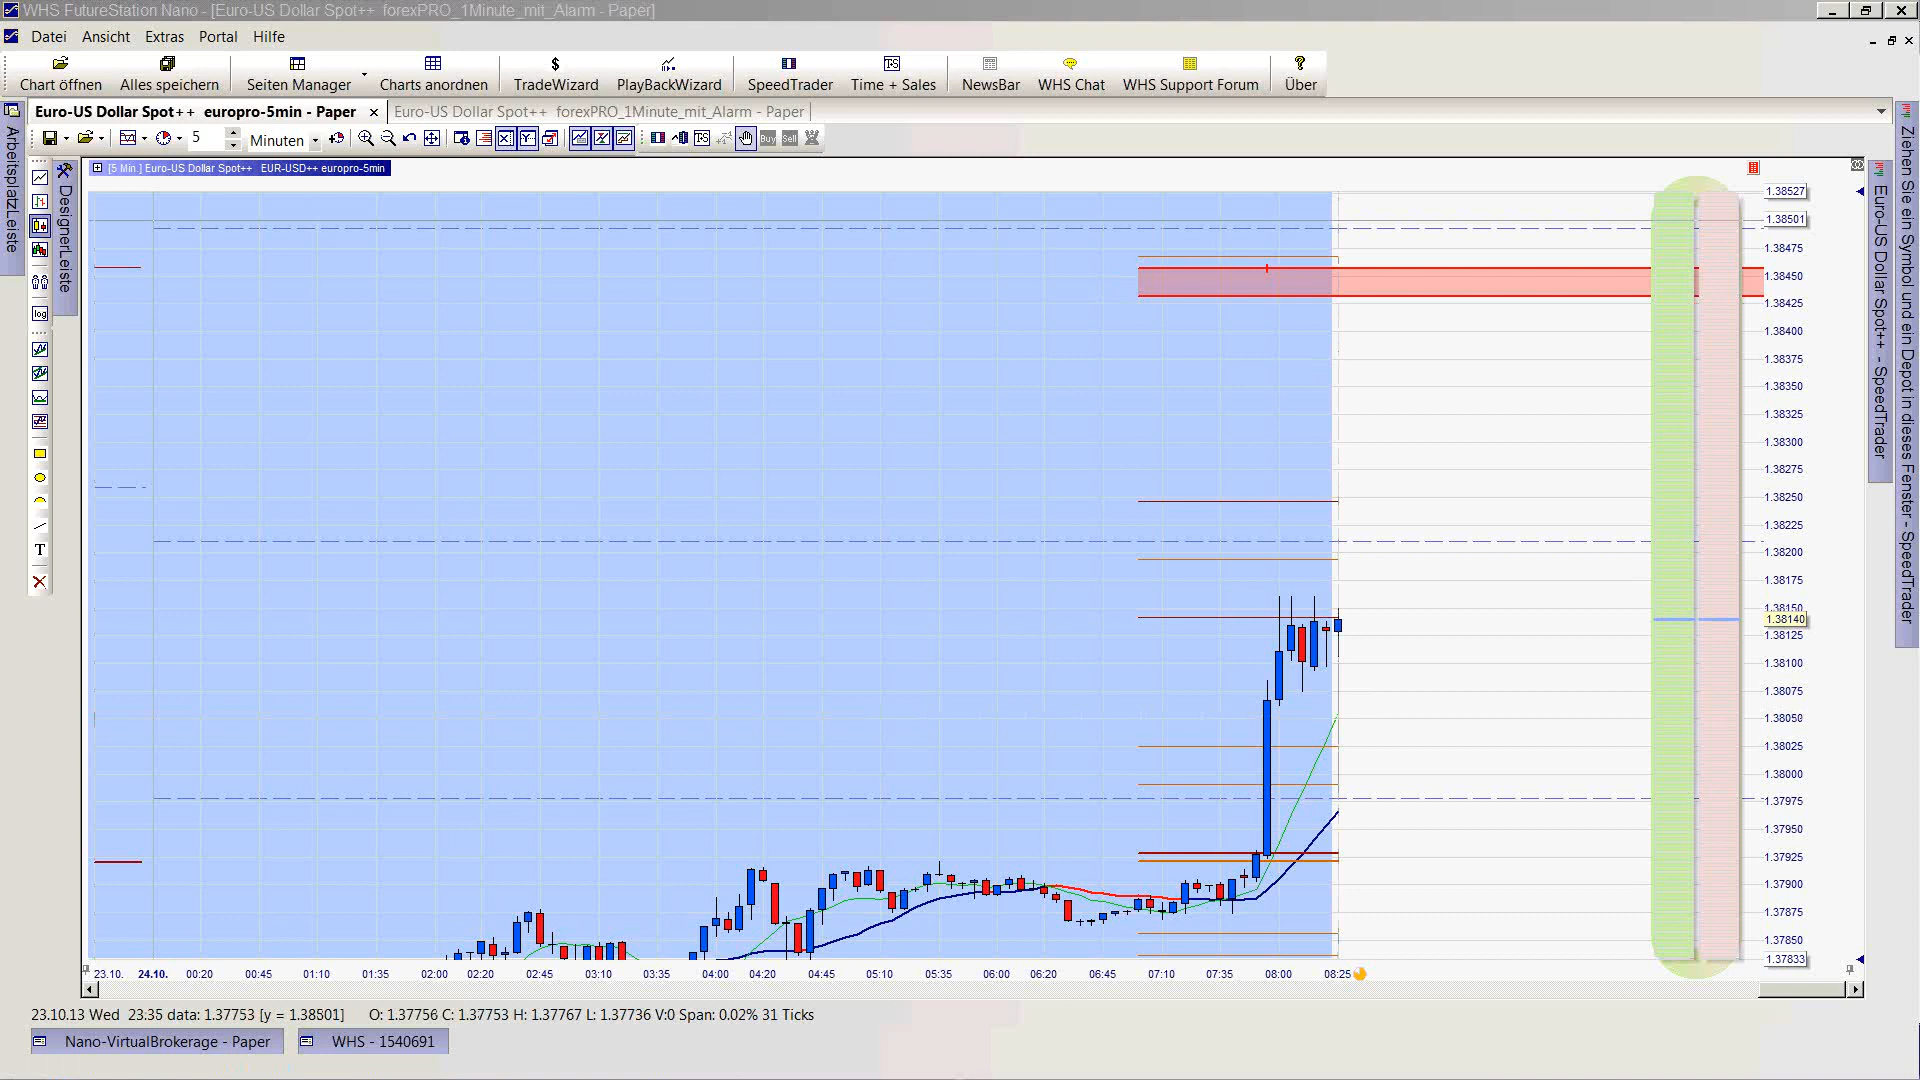 WHS FutureStation Nano - [Euro-US Dollar Spot++  forexPRO_1Minute_mit_Alarm - Paper]
Datei Ansicht Extras Portal Hilfe
Chart öffnen Alles speichern Seiten Manager Charts anordnen TradeWizard PlayBackWizard SpeedTrader Time + Sales NewsBar WHS Chat WHS Support Forum Über
Euro-US Dollar Spot++  europro-5min - Paper
Euro-US Dollar Spot++  forexPRO_1Minute_mit_Alarm - Paper
5 Minuten
Buy Sell
ArbeitsplatzLeiste
DesignerLeiste
log
T
[5 Min.] Euro-US Dollar Spot++  EUR-USD++ europro-5min
1.38527
1.38501
1.38475
1.38450
1.38425
1.38400
1.38375
1.38350
1.38325
1.38300
1.38275
1.38250
1.38225
1.38200
1.38175
1.38150
1.38140
1.38125
1.38100
1.38075
1.38050
1.38025
1.38000
1.37975
1.37950
1.37925
1.37900
1.37875
1.37850
1.37833
Euro-US Dollar Spot++ - SpeedTrader
Ziehen Sie ein Symbol und ein Depot in dieses Fenster - SpeedTrader
23.10. 24.10. 00:20 00:45 01:10 01:35 02:00 02:20 02:45 03:10 03:35 04:00 04:20 04:45 05:10 05:35 06:00 06:20 06:45 07:10 07:35 08:00 08:25
23.10.13 Wed  23:35 data: 1.37753 [y = 1.38501]  O: 1.37756 C: 1.37753 H: 1.37767 L: 1.37736 V:0 Span: 0.02% 31 Ticks
Nano-VirtualBrokerage - Paper
WHS - 1540691